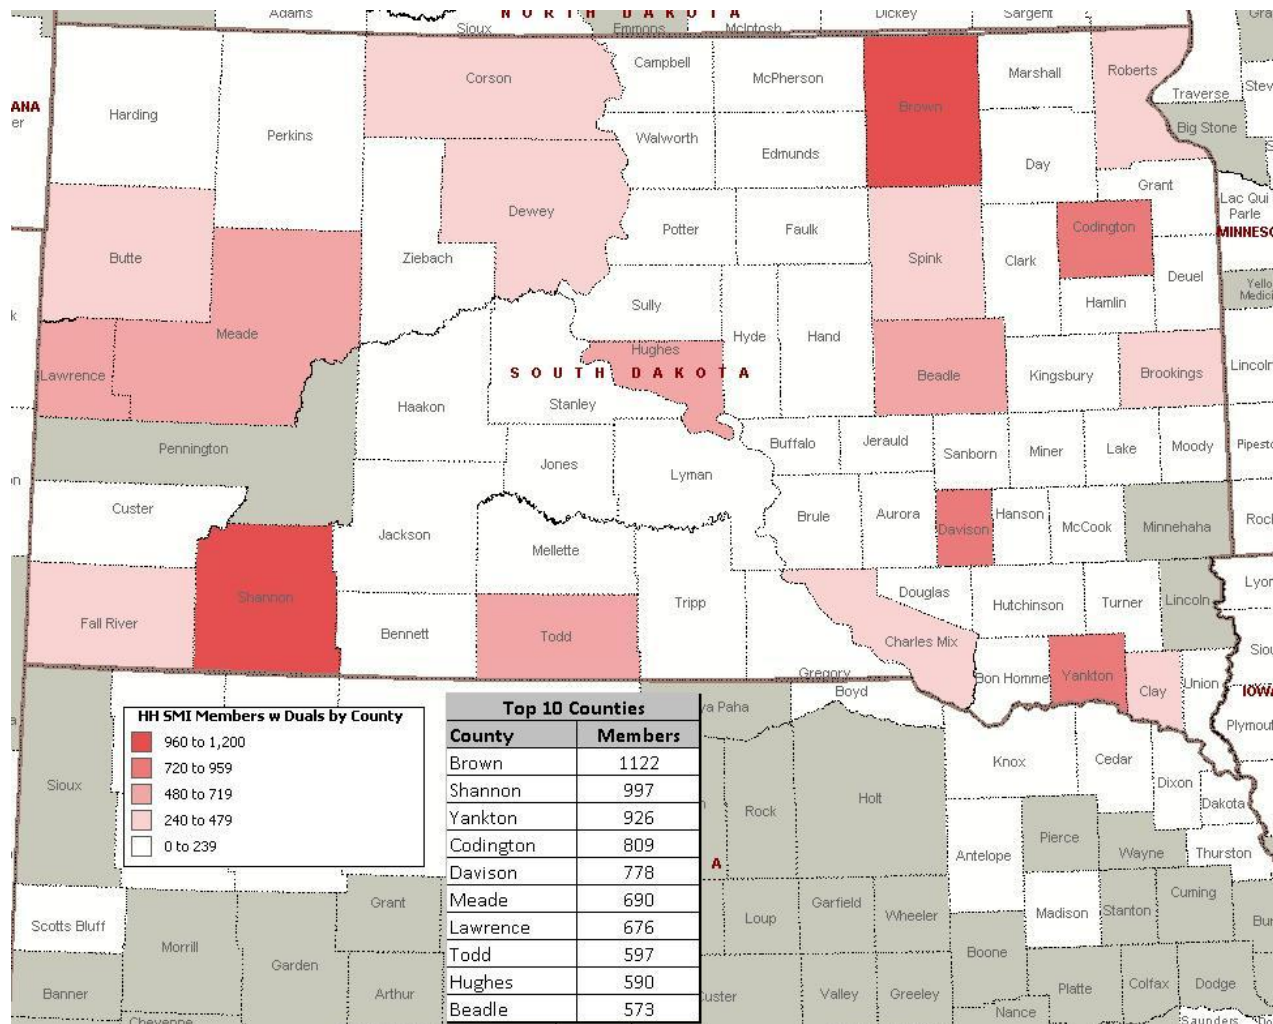 Adams
NORTH DAKOTA
Dickey
Sargent
Sioux
Emmons
McIntosh
Campbell
McPherson
Marshall
Roberts
Corson
Traverse
Harding
Perkins
Brown
Walworth
Edmunds
Day
Big Stone
Grant
Dewey
Lac Qui
Parle
Butte
Ziebach
Potter
Faulk
Spink
Clark
Codington
Deuel
Hamlin
Sully
Meade
Hyde
Hand
Hughes
SOUTH DAKOTA
Lawrence
Beadle
Kingsbury
Brookings
Haakon
Stanley
Pennington
Jones
Lyman
Buffalo
Jerauld
Sanborn
Miner
Lake
Moody
Custer
Jackson
Mellette
Brule
Aurora
Davison
Hanson
McCook
Minnehaha
Shannon
Fall River
Bennett
Todd
Tripp
Douglas
Hutchinson
Turner
Lincoln
Charles Mix
Gregory
Bon Homme
Yankton
Clay
Union
Boyd
HH SMI Members w Duals by County
960 to 1,200
720 to 959
480 to 719
240 to 479
0 to 239
Top 10 Counties
County Members
Brown 1122
Shannon 997
Yankton 926
Codington 809
Davison 778
Meade 690
Lawrence 676
Todd 597
Hughes 590
Beadle 573
ya Paha
Sioux
Rock
Holt
Knox
Cedar
Dixon
Dakota
Antelope
Pierce
Wayne
Thurston
Scotts Bluff
Morrill
Grant
Garden
Banner
Arthur
Cheyenne
A
Loup
Garfield
Wheeler
Madison
Stanton
Cuming
Boone
Custer
Valley
Greeley
Platte
Colfax
Dodge
Nance
Saunders
IOWA